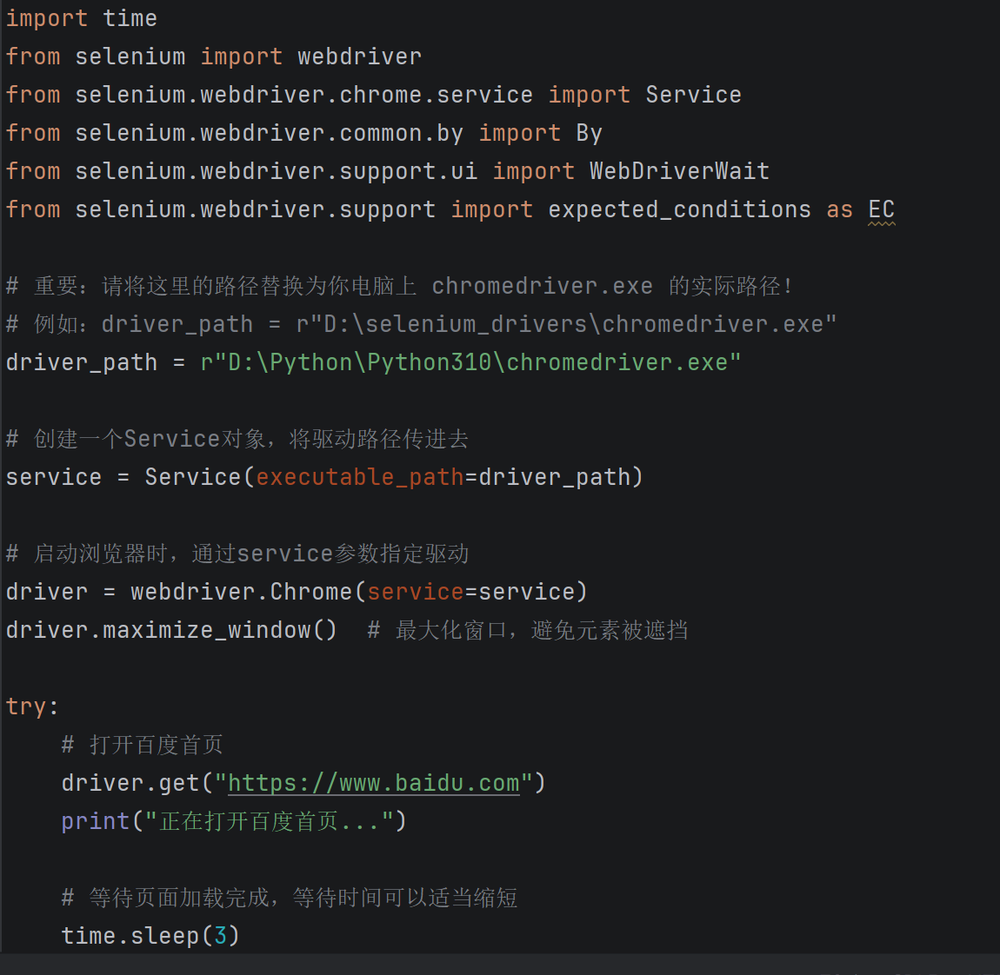 import time
from selenium import webdriver
from selenium.webdriver.chrome.service import Service
from selenium.webdriver.common.by import By
from selenium.webdriver.support.ui import WebDriverWait
from selenium.webdriver.support import expected_conditions as EC
# 重要：请将这里的路径替换为你电脑上 chromedriver.exe 的实际路径！
# 例如：driver_path = r"D:\selenium_drivers\chromedriver.exe"
driver_path = r"D:\Python\Python310\chromedriver.exe"
# 创建一个Service对象，将驱动路径传进去
service = Service(executable_path=driver_path)
# 启动浏览器时，通过service参数指定驱动
driver = webdriver.Chrome(service=service)
driver.maximize_window()  # 最大化窗口，避免元素被遮挡
try:
    # 打开百度首页
    driver.get("https://www.baidu.com")
    print("正在打开百度首页...")
    # 等待页面加载完成，等待时间可以适当缩短
    time.sleep(3)